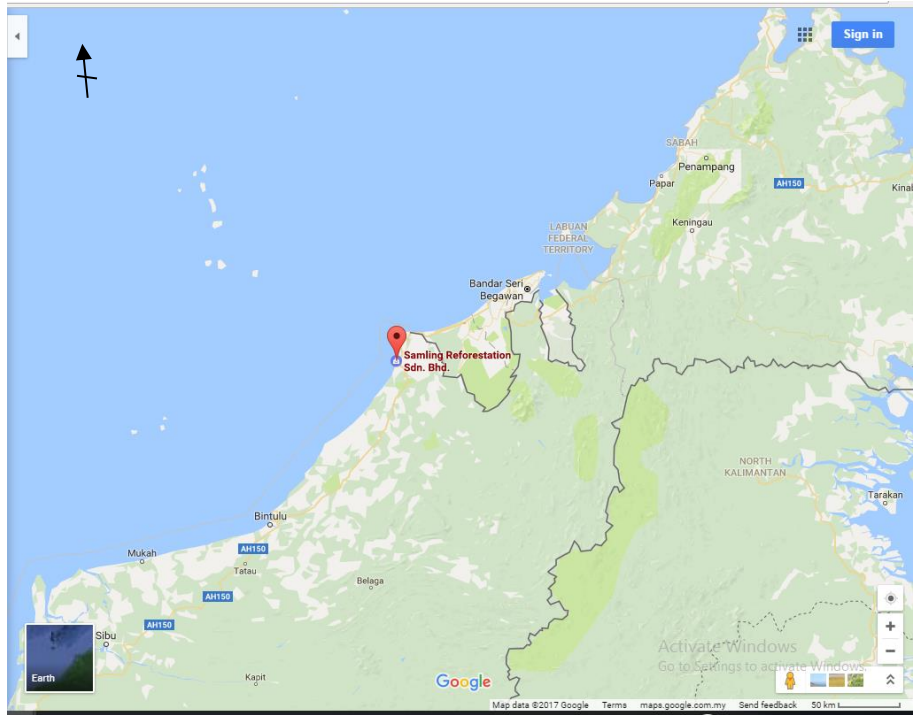 Sign in
SABAH
Penampang
Papar
AH150
Kinal
Keningau
LABUAN
FEDERAL
TERRITORY
Bandar Seri
Begawan
Samling Reforestation
Sdn. Bhd.
NORTH
KALIMANTAN
Tarakan
Bintulu
Mukah
AH150
Tatau
Belaga
AH150
AH150
Sibu
Kapit
Earth
Activate Windows
Go to Settings to activate Windows.
Google
Map data ©2017 Google Terms maps.google.com.my Send feedback 50 km